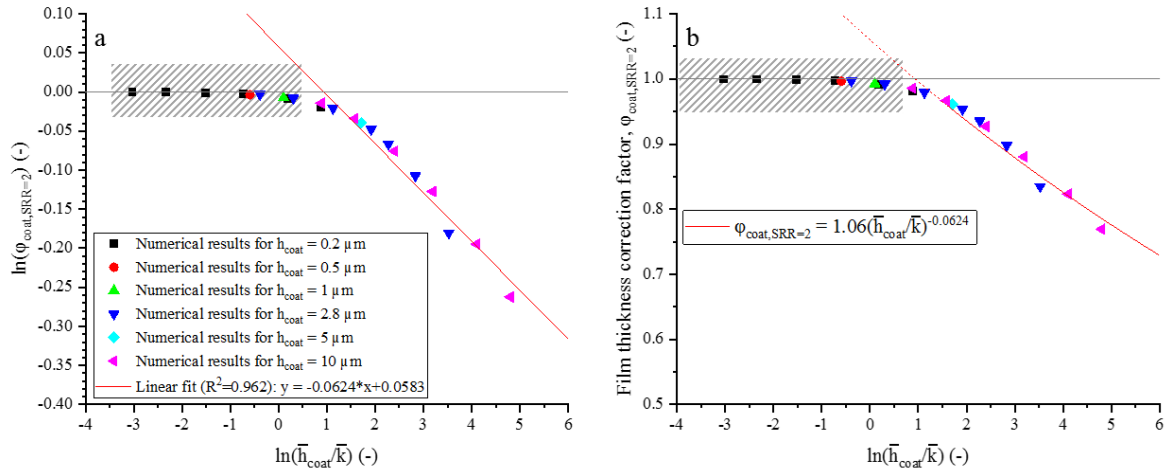 a
0.10
0.05
0.00
-0.05
-0.10
-0.15
-0.20
-0.25
-0.30
-0.35
-0.40
ln(φcoat,SRR=2) (-)
Numerical results for hcoat = 0.2 µm
Numerical results for hcoat = 0.5 µm
Numerical results for hcoat = 1 µm
Numerical results for hcoat = 2.8 µm
Numerical results for hcoat = 5 µm
Numerical results for hcoat = 10 µm
Linear fit (R²=0.962): y = -0.0624*x+0.0583
-4 -3 -2 -1 0 1 2 3 4 5 6
ln(h̅coat/k̅) (-)
b
1.1
1.0
0.9
0.8
0.7
0.6
0.5
Film thickness correction factor, φcoat,SRR=2 (-)
φcoat,SRR=2 = 1.06(h̅coat/k̅)^-0.0624
-4 -3 -2 -1 0 1 2 3 4 5 6
ln(h̅coat/k̅) (-)